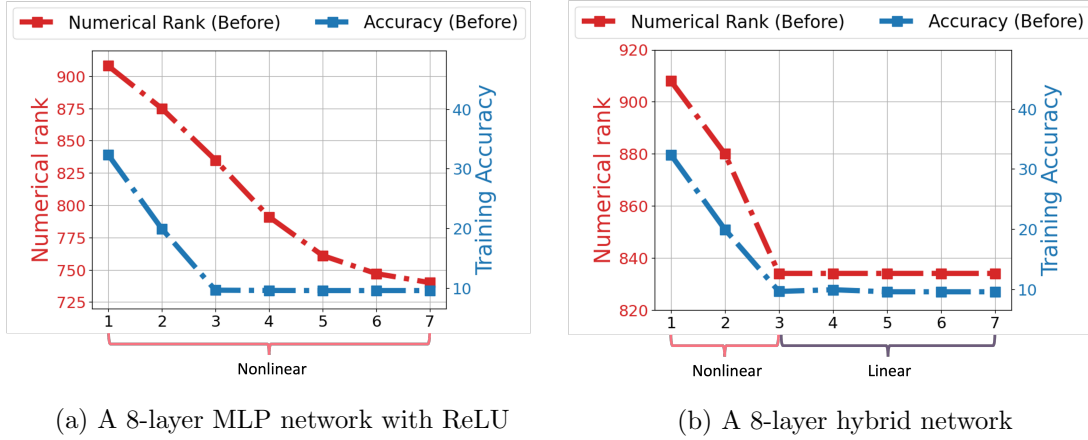 Numerical Rank (Before) Accuracy (Before)
Numerical rank
900
875
850
825
800
775
750
725
40
30
20
10
Training Accuracy
1 2 3 4 5 6 7
Nonlinear
(a) A 8-layer MLP network with ReLU
Numerical Rank (Before) Accuracy (Before)
Numerical rank
920
900
880
860
840
820
40
30
20
10
Training Accuracy
1 2 3 4 5 6 7
Nonlinear Linear
(b) A 8-layer hybrid network